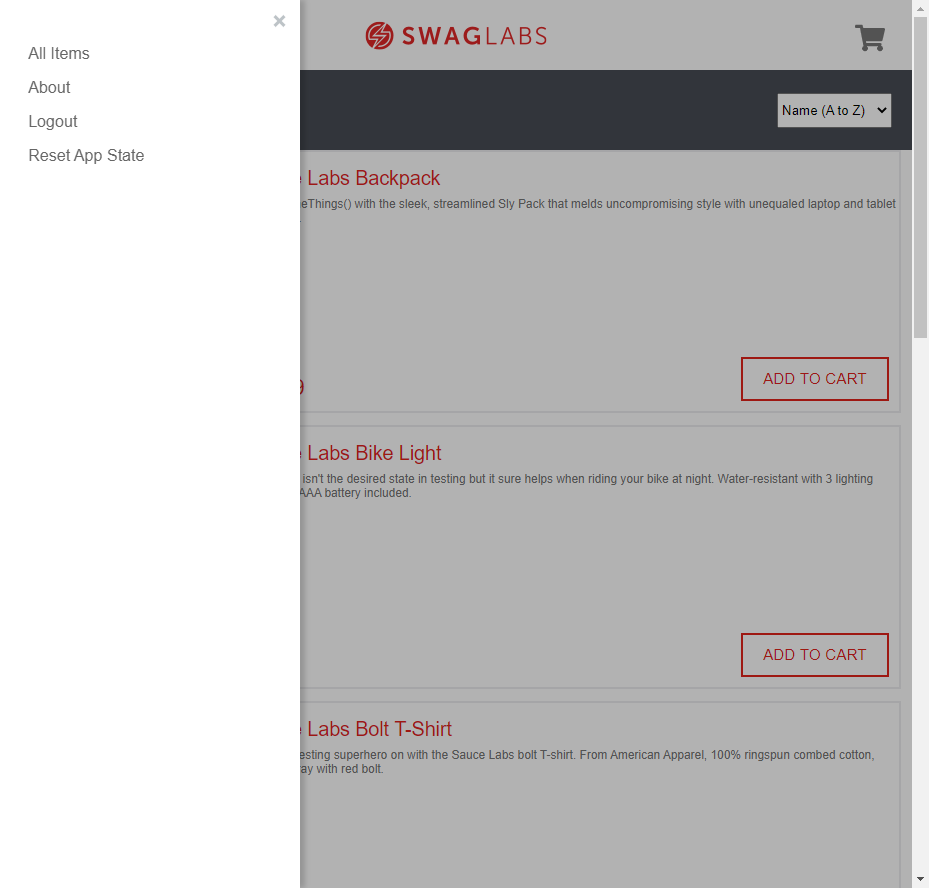 ×
All Items
About
Logout
Reset App State
SWAGLABS
Name (A to Z)
Labs Backpack
eThings() with the sleek, streamlined Sly Pack that melds uncompromising style with unequaled laptop and tablet
9
ADD TO CART
Labs Bike Light
isn't the desired state in testing but it sure helps when riding your bike at night. Water-resistant with 3 lighting
AAA battery included.
ADD TO CART
Labs Bolt T-Shirt
esting superhero on with the Sauce Labs bolt T-shirt. From American Apparel, 100% ringspun combed cotton,
ay with red bolt.